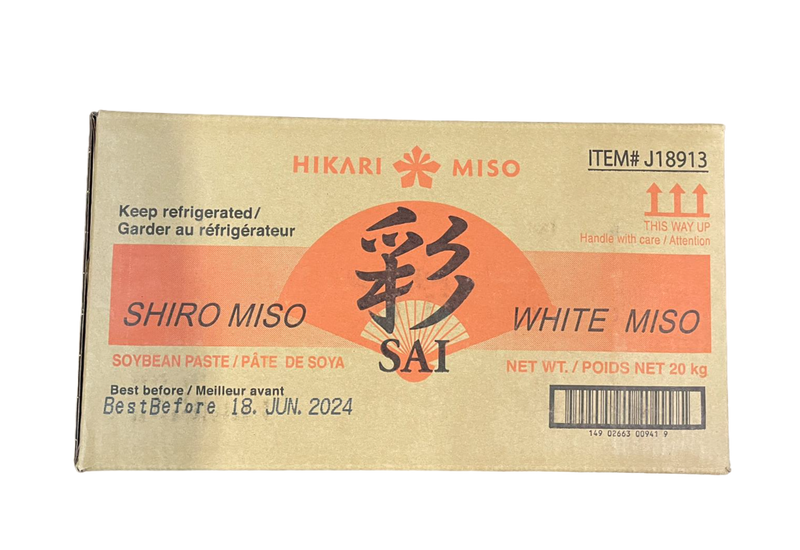 HIKARI MISO
ITEM# J18913
THIS WAY UP
Handle with care / Attention
Keep refrigerated/
Garder au réfrigérateur
彩
SHIRO MISO
WHITE MISO
SAI
SOYBEAN PASTE / PÂTE DE SOYA
NET WT. / POIDS NET 20 kg
Best before / Meilleur avant
BestBefore 18. JUN. 2024
149 02663 00941 9